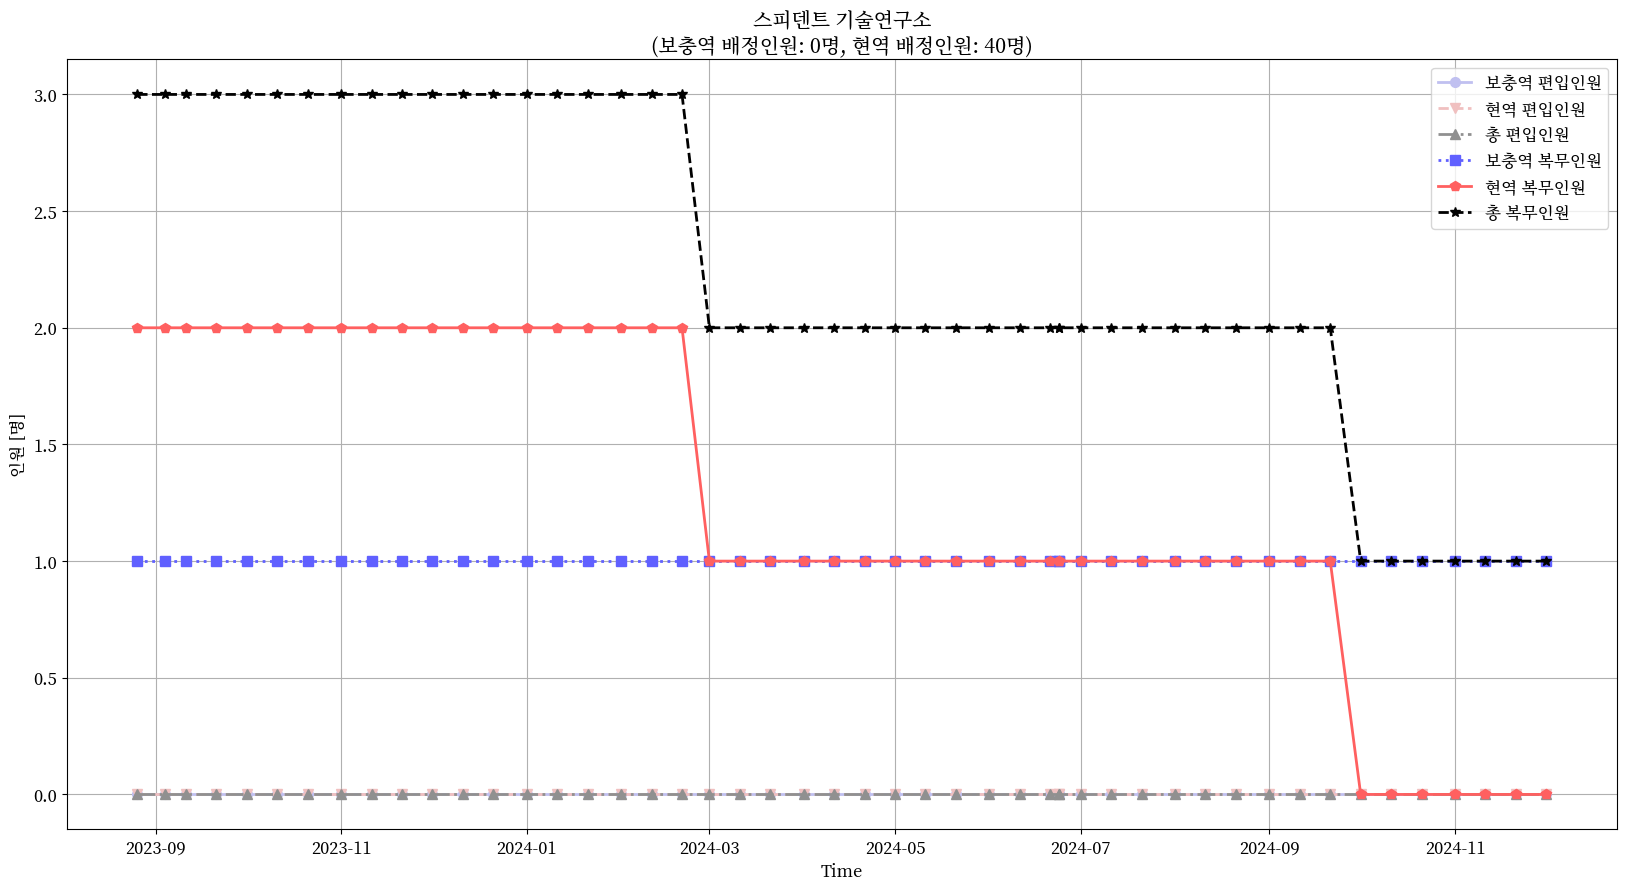 스피덴트 기술연구소
(보충역 배정인원: 0명, 현역 배정인원: 40명)
보충역 편입인원
현역 편입인원
총 편입인원
보충역 복무인원
현역 복무인원
총 복무인원
인원 [명]
3.0
2.5
2.0
1.5
1.0
0.5
0.0
2023-09
2023-11
2024-01
2024-03
2024-05
2024-07
2024-09
2024-11
Time